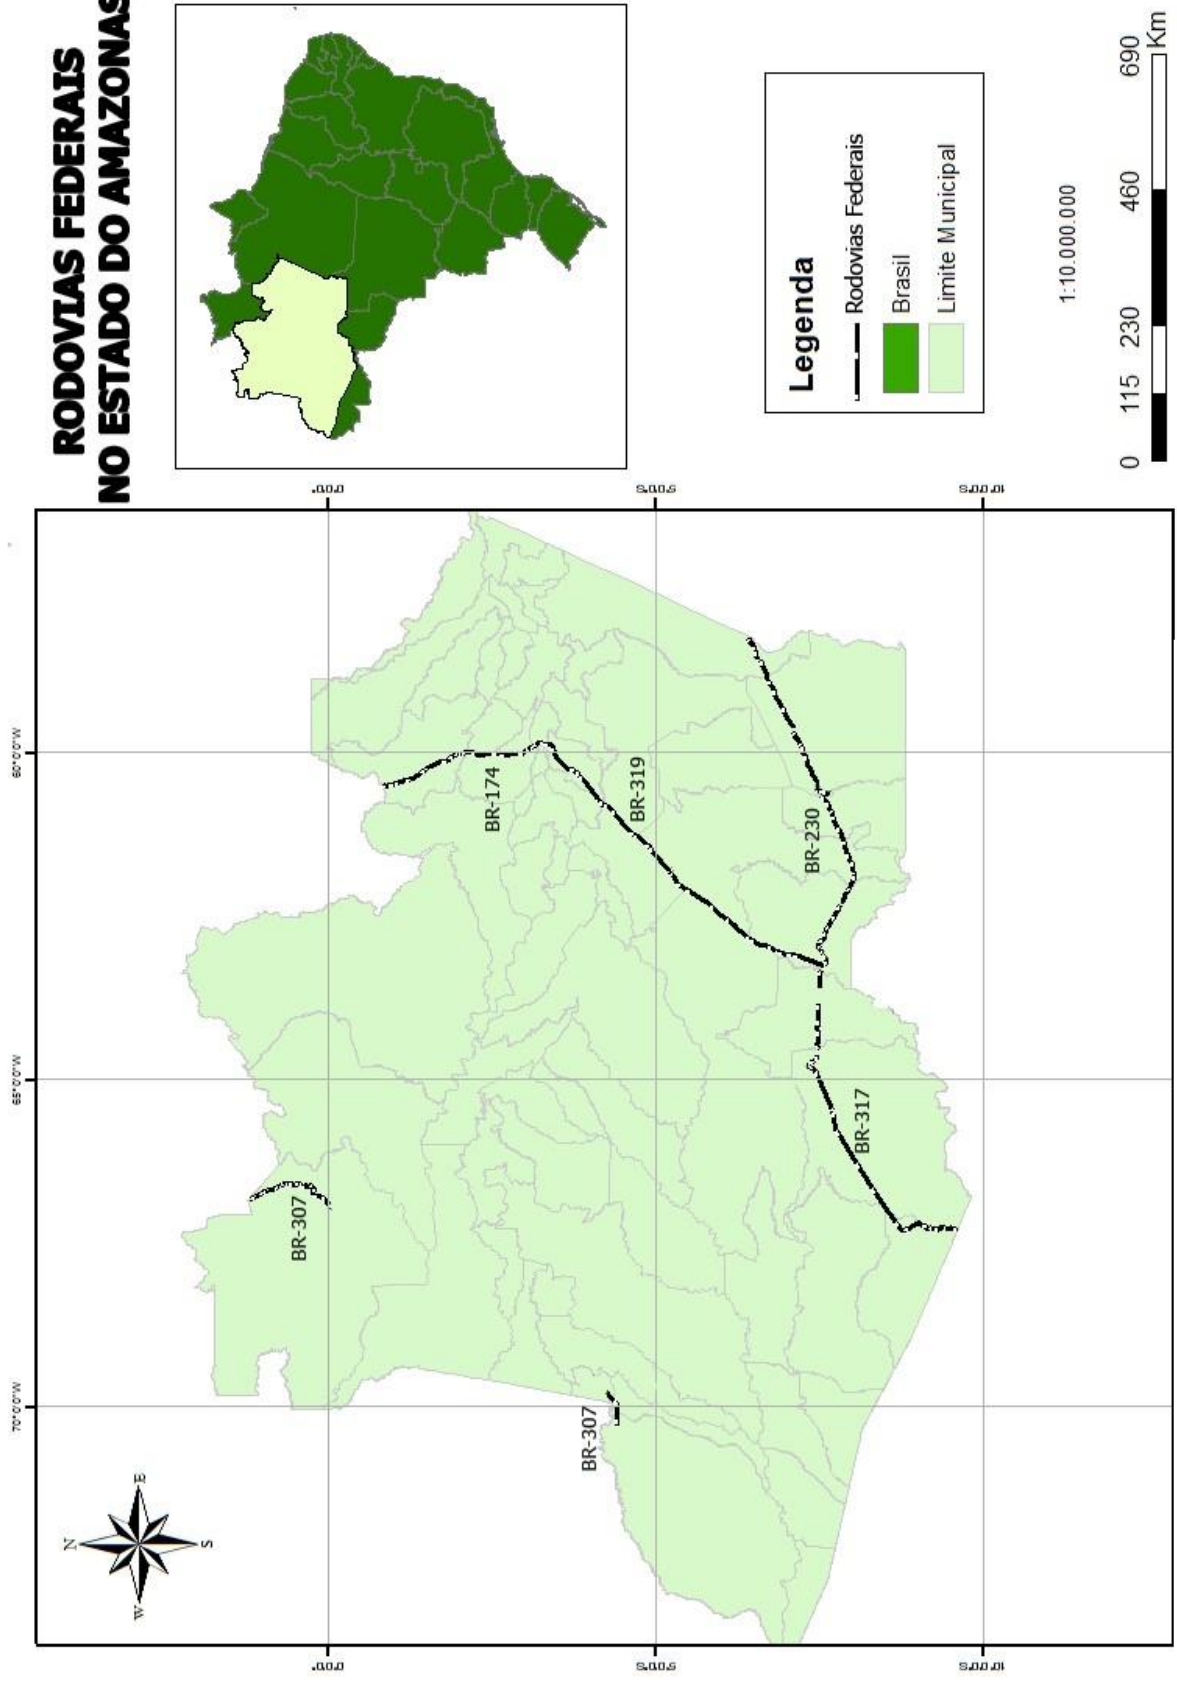 RODOVIAS FEDERAIS
NO ESTADO DO AMAZONAS
70°0'0"W
65°0'0"W
60°0'0"W
N
W
E
S
0°0'0"
0°0'0"
5°0'0"S
5°0'0"S
10°0'0"S
10°0'0"S
BR-307
BR-174
BR-307
BR-319
BR-230
BR-317
Legenda
Rodovias Federais
Brasil
Limite Municipal
1:10.000.000
0 115 230 460 690
Km